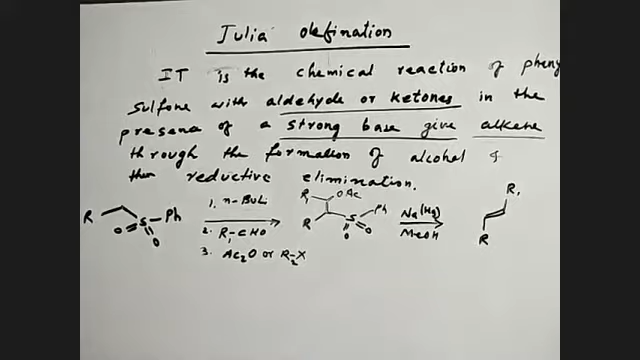 Julia olefination
IT is the chemical reaction of pheny
sulfone with aldehyde or ketones in the
presena of a strong base give alkene
through the formation of alcohol &
then reductive elimination.
R S Ph O O
1. n-BuLi
2. R₁-CHO
3. Ac₂O or R₂-X
R₁ OAc R S Ph O O
Na(Hg)
MeOH
R₁ R